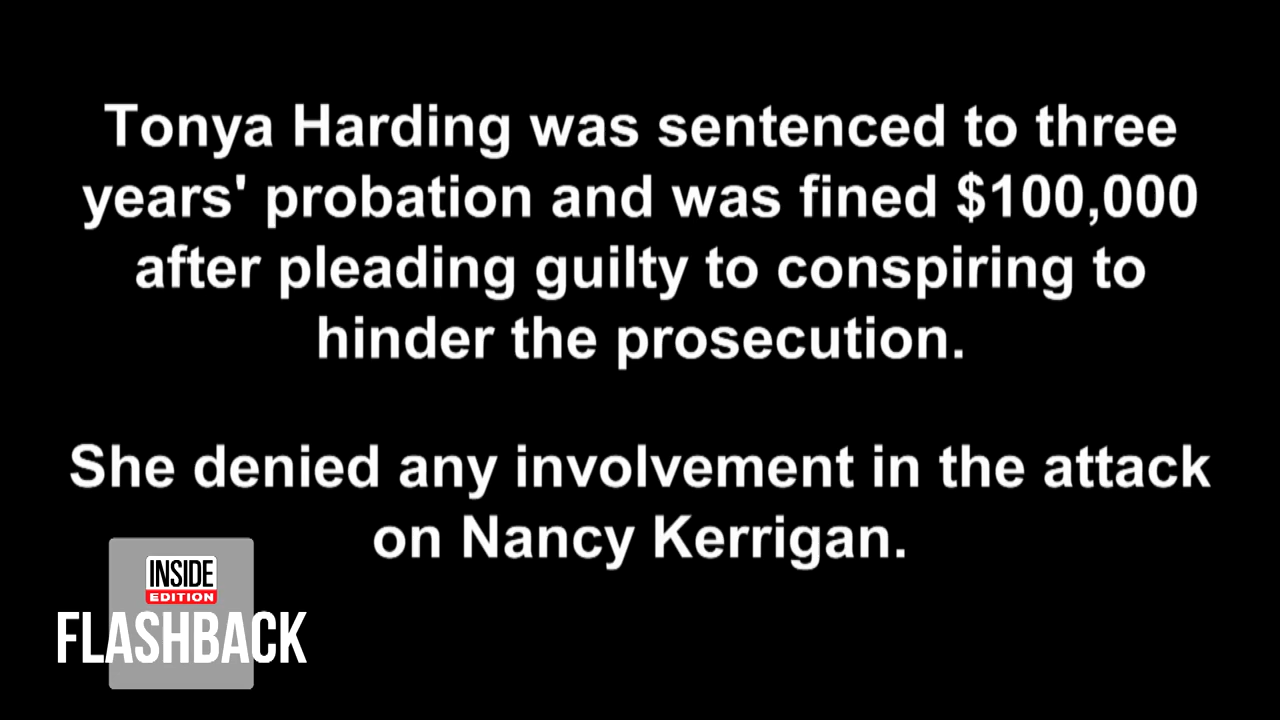 Tonya Harding was sentenced to three
years' probation and was fined $100,000
after pleading guilty to conspiring to
hinder the prosecution.
She denied any involvement in the attack
on Nancy Kerrigan.
INSIDE
EDITION
FLASHBACK